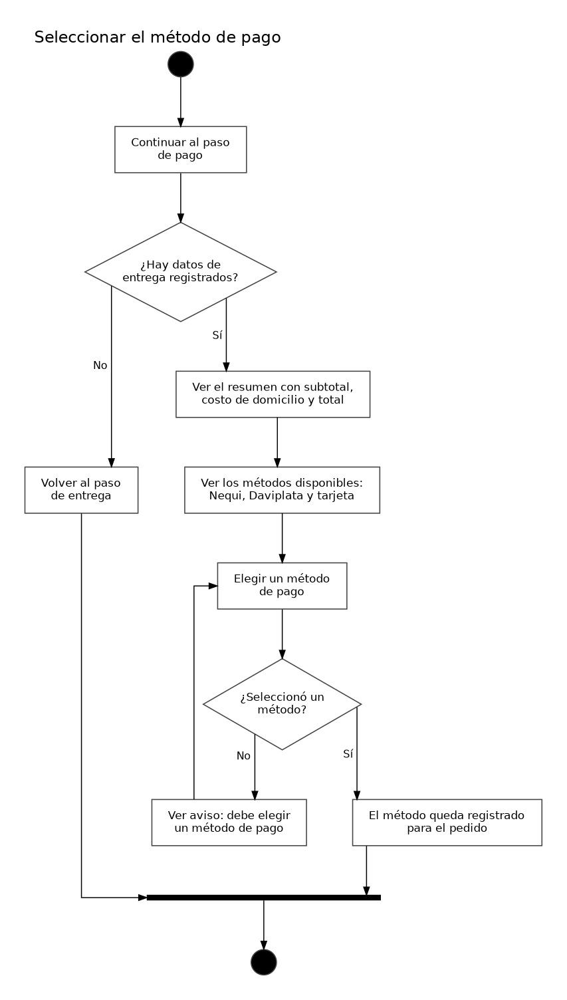 Seleccionar el método de pago
Continuar al paso
de pago
¿Hay datos de
entrega registrados?
Sí
No
Ver el resumen con subtotal,
costo de domicilio y total
Volver al paso
de entrega
Ver los métodos disponibles:
Nequi, Daviplata y tarjeta
Elegir un método
de pago
¿Seleccionó un
método?
No
Sí
Ver aviso: debe elegir
un método de pago
El método queda registrado
para el pedido